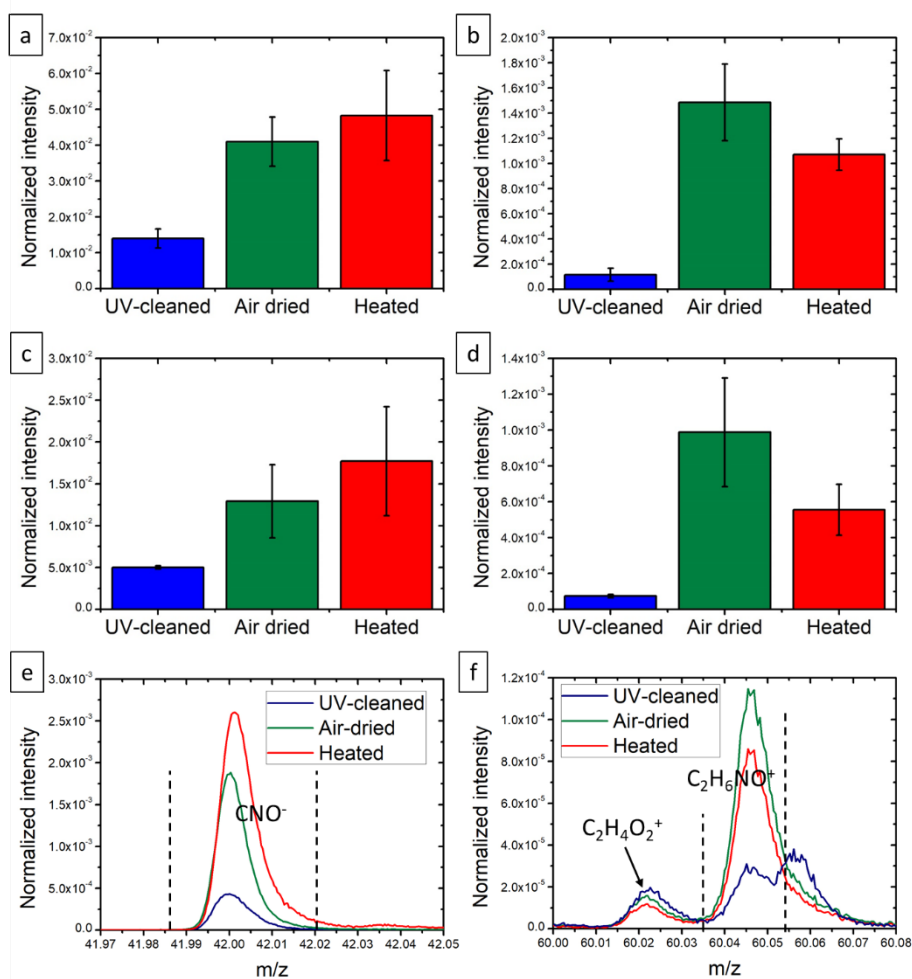 a
Normalized intensity
7.0x10⁻²
6.0x10⁻²
5.0x10⁻²
4.0x10⁻²
3.0x10⁻²
2.0x10⁻²
1.0x10⁻²
0.0
UV-cleaned Air dried Heated
b
Normalized intensity
2.0x10⁻³
1.8x10⁻³
1.6x10⁻³
1.4x10⁻³
1.2x10⁻³
1.0x10⁻³
8.0x10⁻⁴
6.0x10⁻⁴
4.0x10⁻⁴
2.0x10⁻⁴
0.0
UV-cleaned Air dried Heated
c
Normalized intensity
3.0x10⁻²
2.5x10⁻²
2.0x10⁻²
1.5x10⁻²
1.0x10⁻²
5.0x10⁻³
0.0
UV-cleaned Air dried Heated
d
Normalized intensity
1.4x10⁻³
1.2x10⁻³
1.0x10⁻³
8.0x10⁻⁴
6.0x10⁻⁴
4.0x10⁻⁴
2.0x10⁻⁴
0.0
UV-cleaned Air dried Heated
e
Normalized intensity
3.0x10⁻³
2.5x10⁻³
2.0x10⁻³
1.5x10⁻³
1.0x10⁻³
5.0x10⁻⁴
0.0
UV-cleaned
Air-dried
Heated
CNO⁻
41.97 41.98 41.99 42.00 42.01 42.02 42.03 42.04 42.05
m/z
f
Normalized intensity
1.2x10⁻⁴
1.0x10⁻⁴
8.0x10⁻⁵
6.0x10⁻⁵
4.0x10⁻⁵
2.0x10⁻⁵
0.0
UV-cleaned
Air-dried
Heated
C₂H₆NO⁺
C₂H₄O₂⁺
60.00 60.01 60.02 60.03 60.04 60.05 60.06 60.07 60.08
m/z